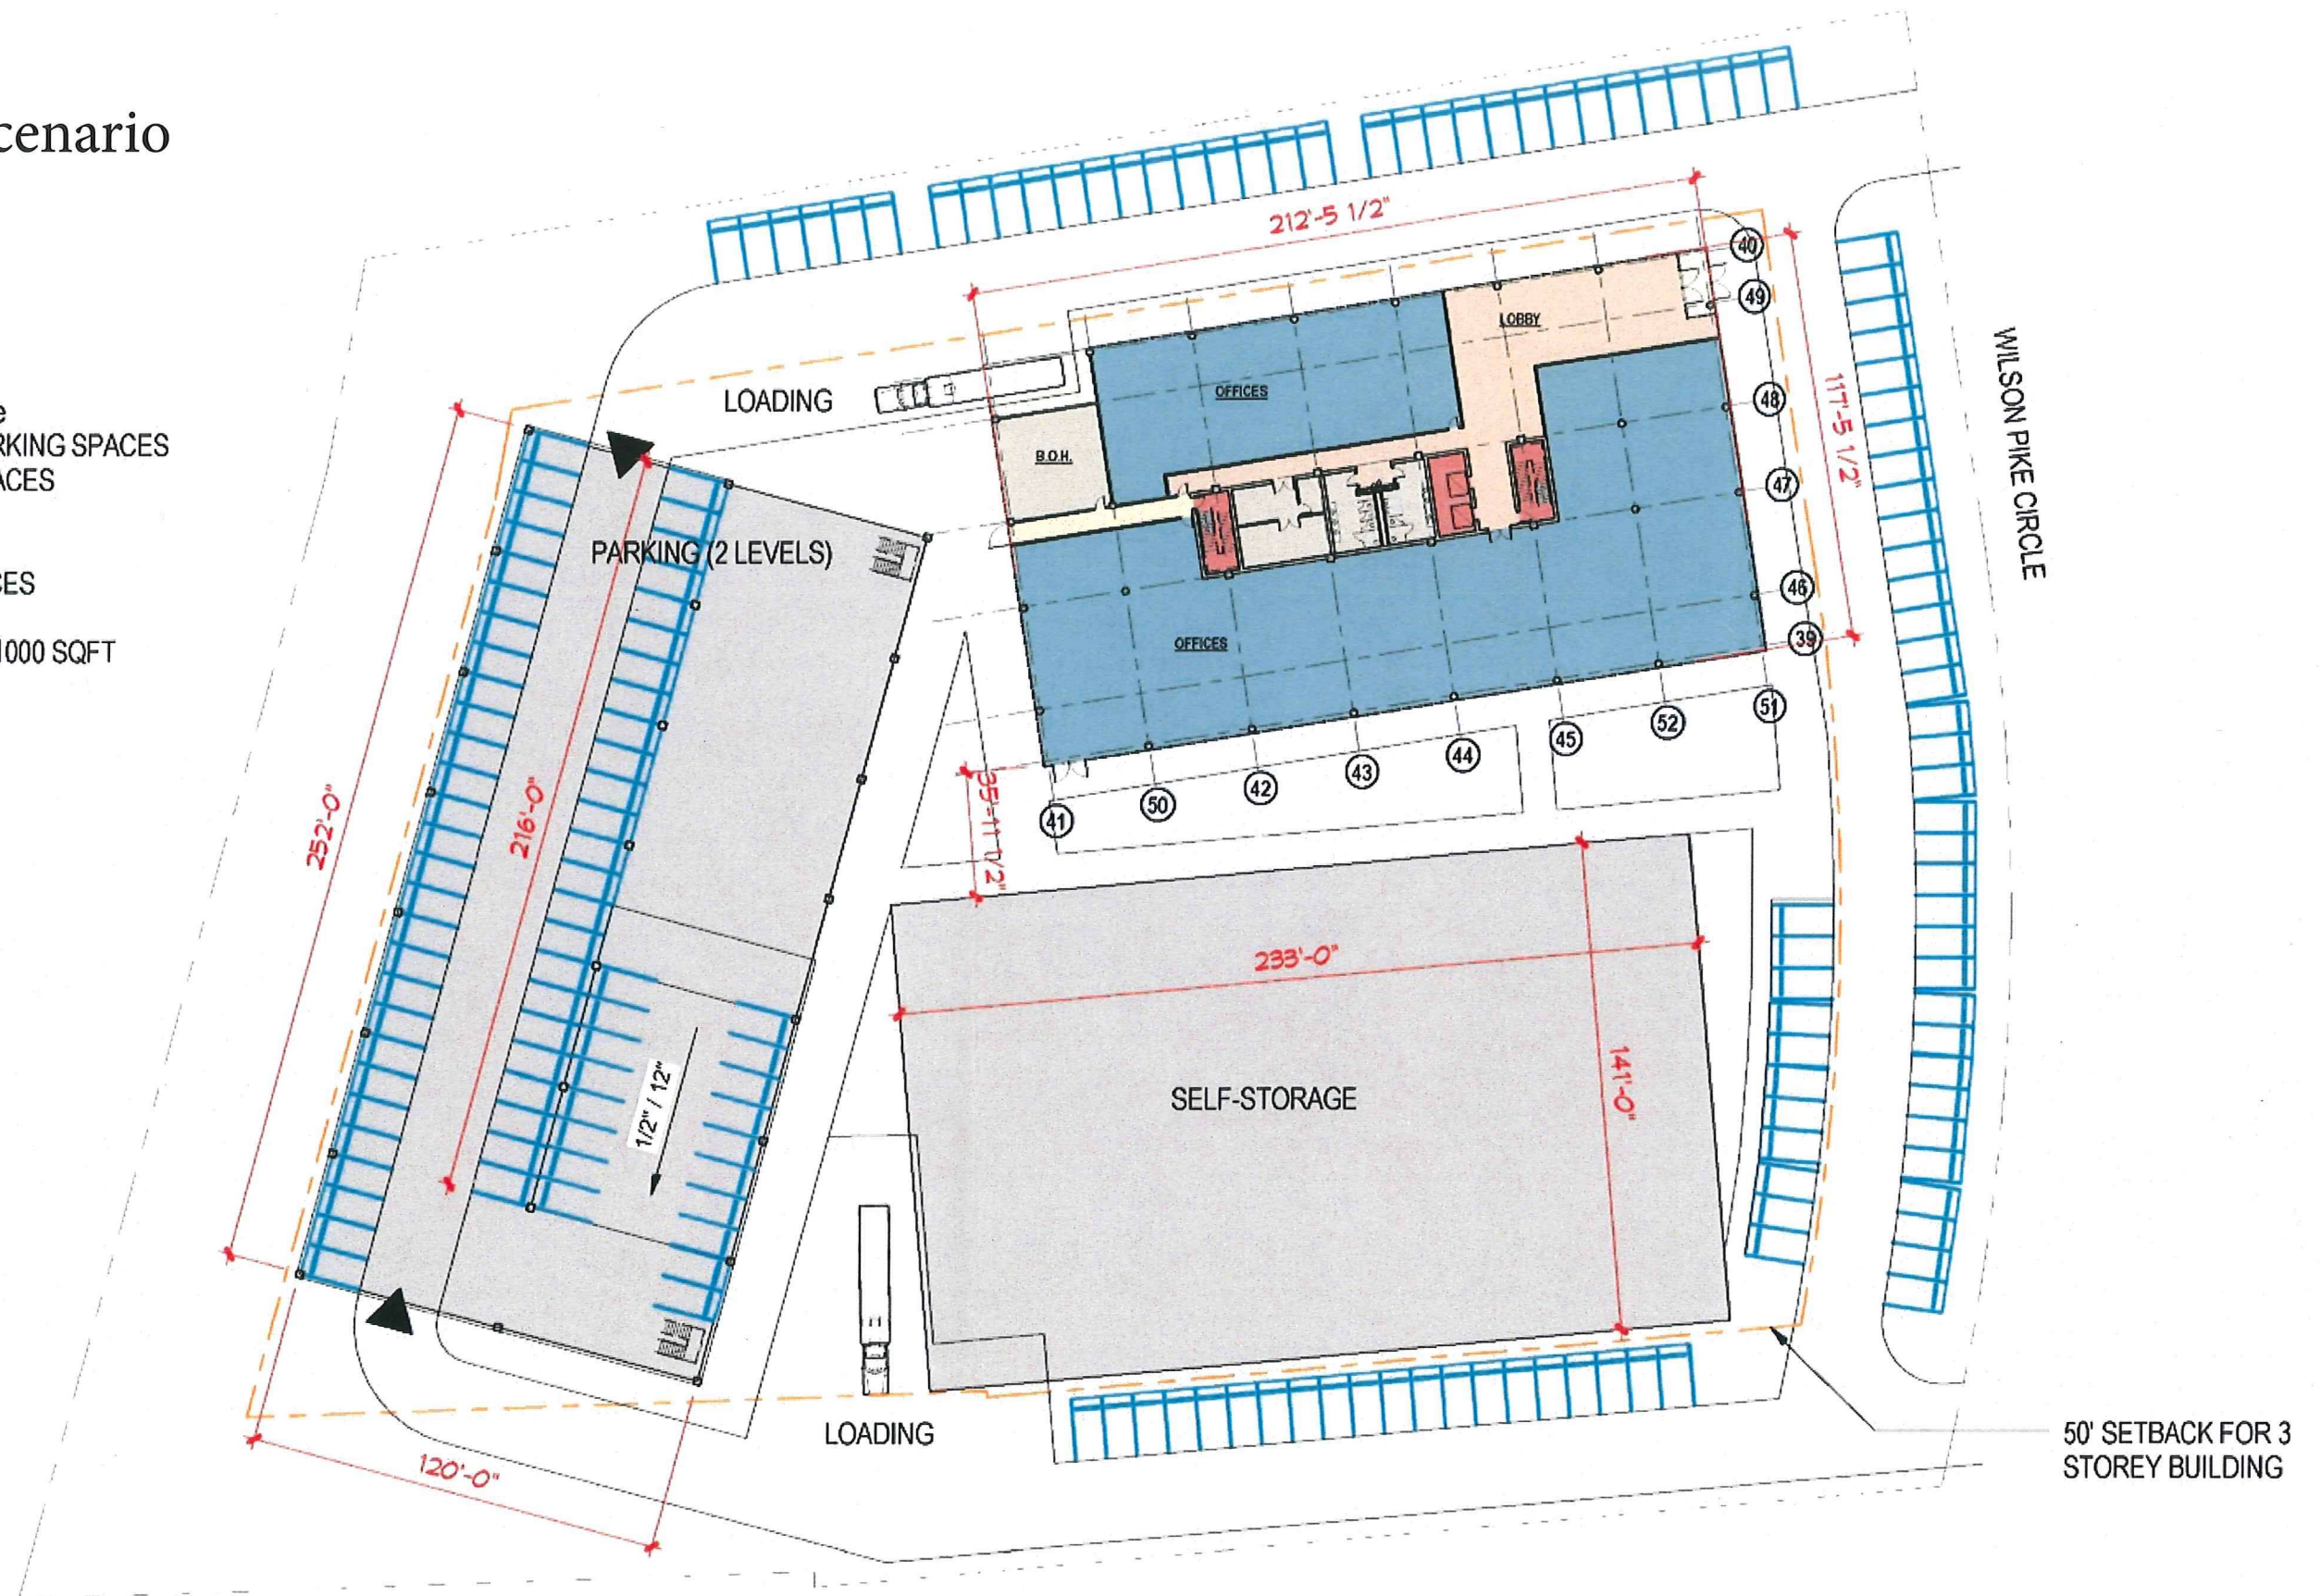 cenario
e
RKING SPACES
ACES
CES
1000 SQFT
212'-5 1/2"
40
49
LOBBY
WILSON PIKE CIRCLE
117'-5 1/2"
OFFICES
LOADING
48
B.O.H.
47
PARKING (2 LEVELS)
46
39
OFFICES
51
52
45
44
43
42
50
41
252'-0"
216'-0"
35'-11 1/2"
233'-0"
141'-0"
SELF-STORAGE
1/2" / 12"
LOADING
50' SETBACK FOR 3
STOREY BUILDING
120'-0"